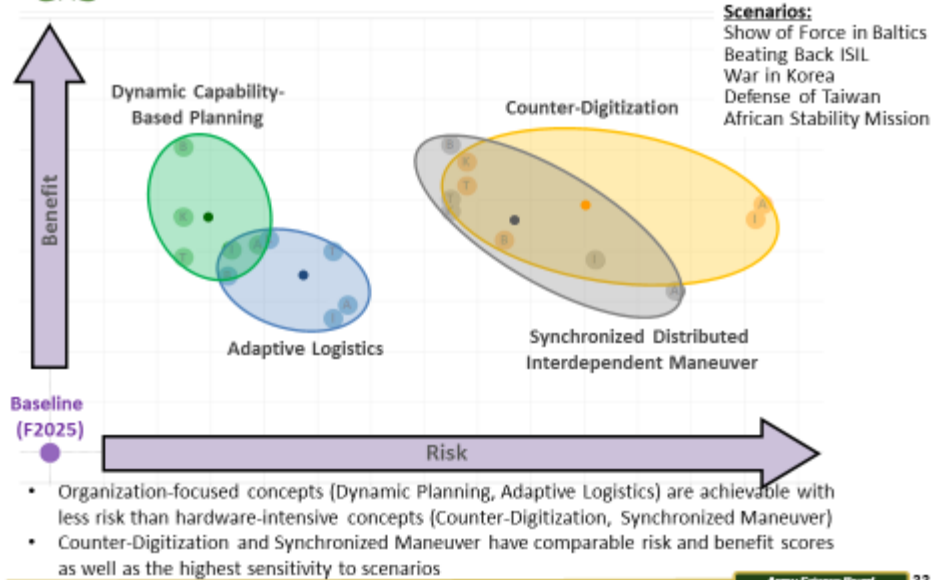 Scenarios:
Show of Force in Baltics
Beating Back ISIL
War in Korea
Defense of Taiwan
African Stability Mission
Dynamic Capability-
Based Planning
Counter-Digitization
Benefit
B
K
T
A
I
T
A
I
B
K
T
B
I
A
A
I
Adaptive Logistics
Synchronized Distributed
Interdependent Maneuver
Baseline
(F2025)
Risk
• Organization-focused concepts (Dynamic Planning, Adaptive Logistics) are achievable with
less risk than hardware-intensive concepts (Counter-Digitization, Synchronized Maneuver)
• Counter-Digitization and Synchronized Maneuver have comparable risk and benefit scores
as well as the highest sensitivity to scenarios